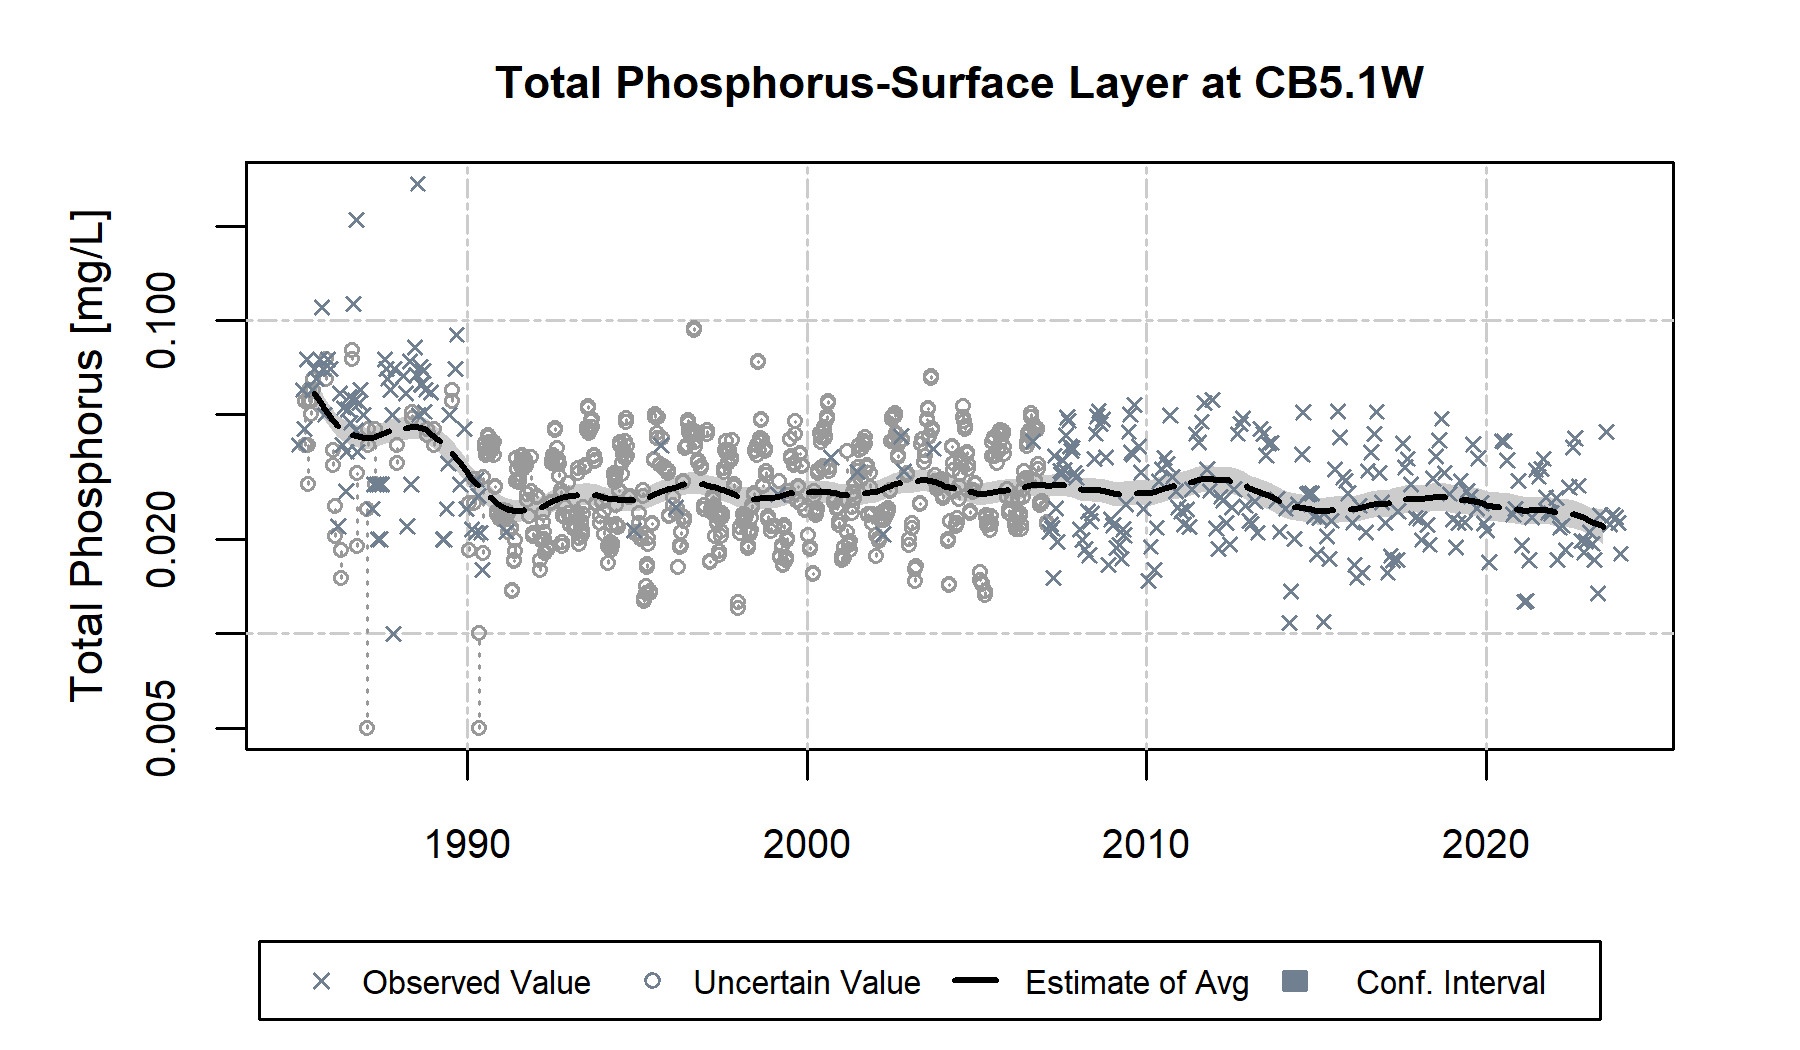 Total Phosphorus-Surface Layer at CB5.1W
Total Phosphorus [mg/L]
0.100
0.020
0.005
1990 2000 2010 2020
Observed Value Uncertain Value Estimate of Avg Conf. Interval